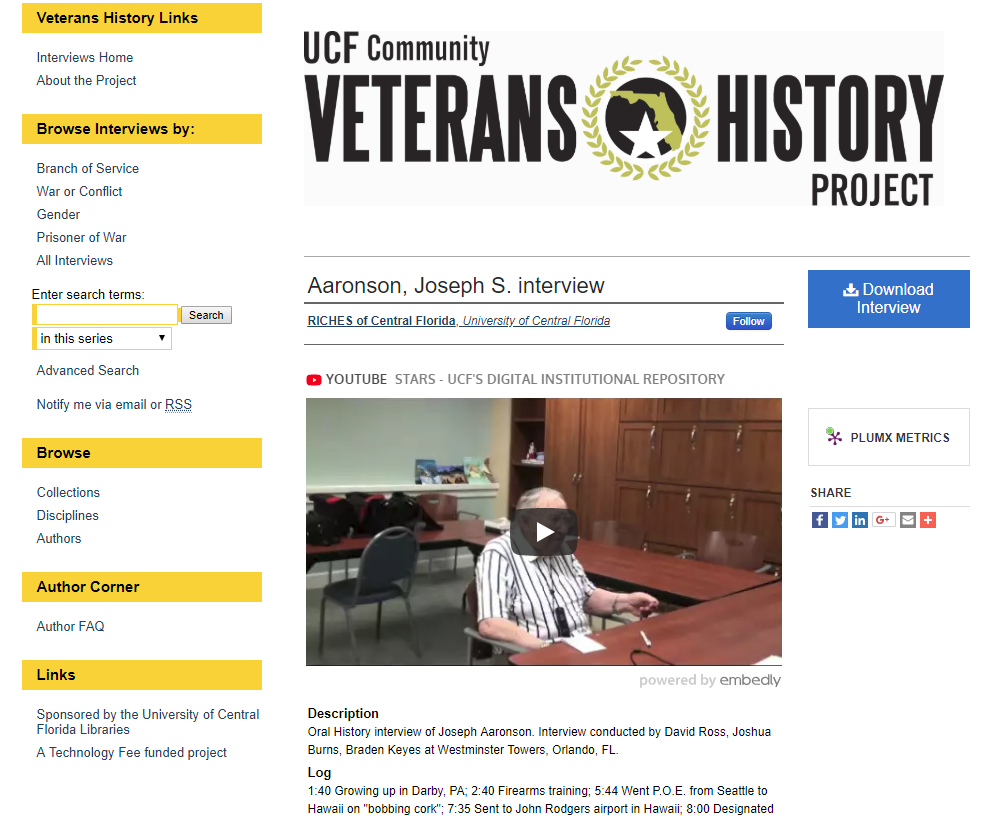 Veterans History Links
Interviews Home
About the Project
Browse Interviews by:
Branch of Service
War or Conflict
Gender
Prisoner of War
All Interviews
Enter search terms:
Search
in this series
Advanced Search
Notify me via email or RSS
Browse
Collections
Disciplines
Authors
Author Corner
Author FAQ
Links
Sponsored by the University of Central
Florida Libraries
A Technology Fee funded project
UCF Community
VETERANS HISTORY
PROJECT
Aaronson, Joseph S. interview
RICHES of Central Florida, University of Central Florida
Follow
YOUTUBE STARS - UCF'S DIGITAL INSTITUTIONAL REPOSITORY
powered by embedly
Description
Oral History interview of Joseph Aaronson. Interview conducted by David Ross, Joshua
Burns, Braden Keyes at Westminster Towers, Orlando, FL.
Log
1:40 Growing up in Darby, PA; 2:40 Firearms training; 5:44 Went P.O.E. from Seattle to
Hawaii on "bobbing cork"; 7:35 Sent to John Rodgers airport in Hawaii; 8:00 Designated
Download
Interview
PLUMX METRICS
SHARE
f
in
G+